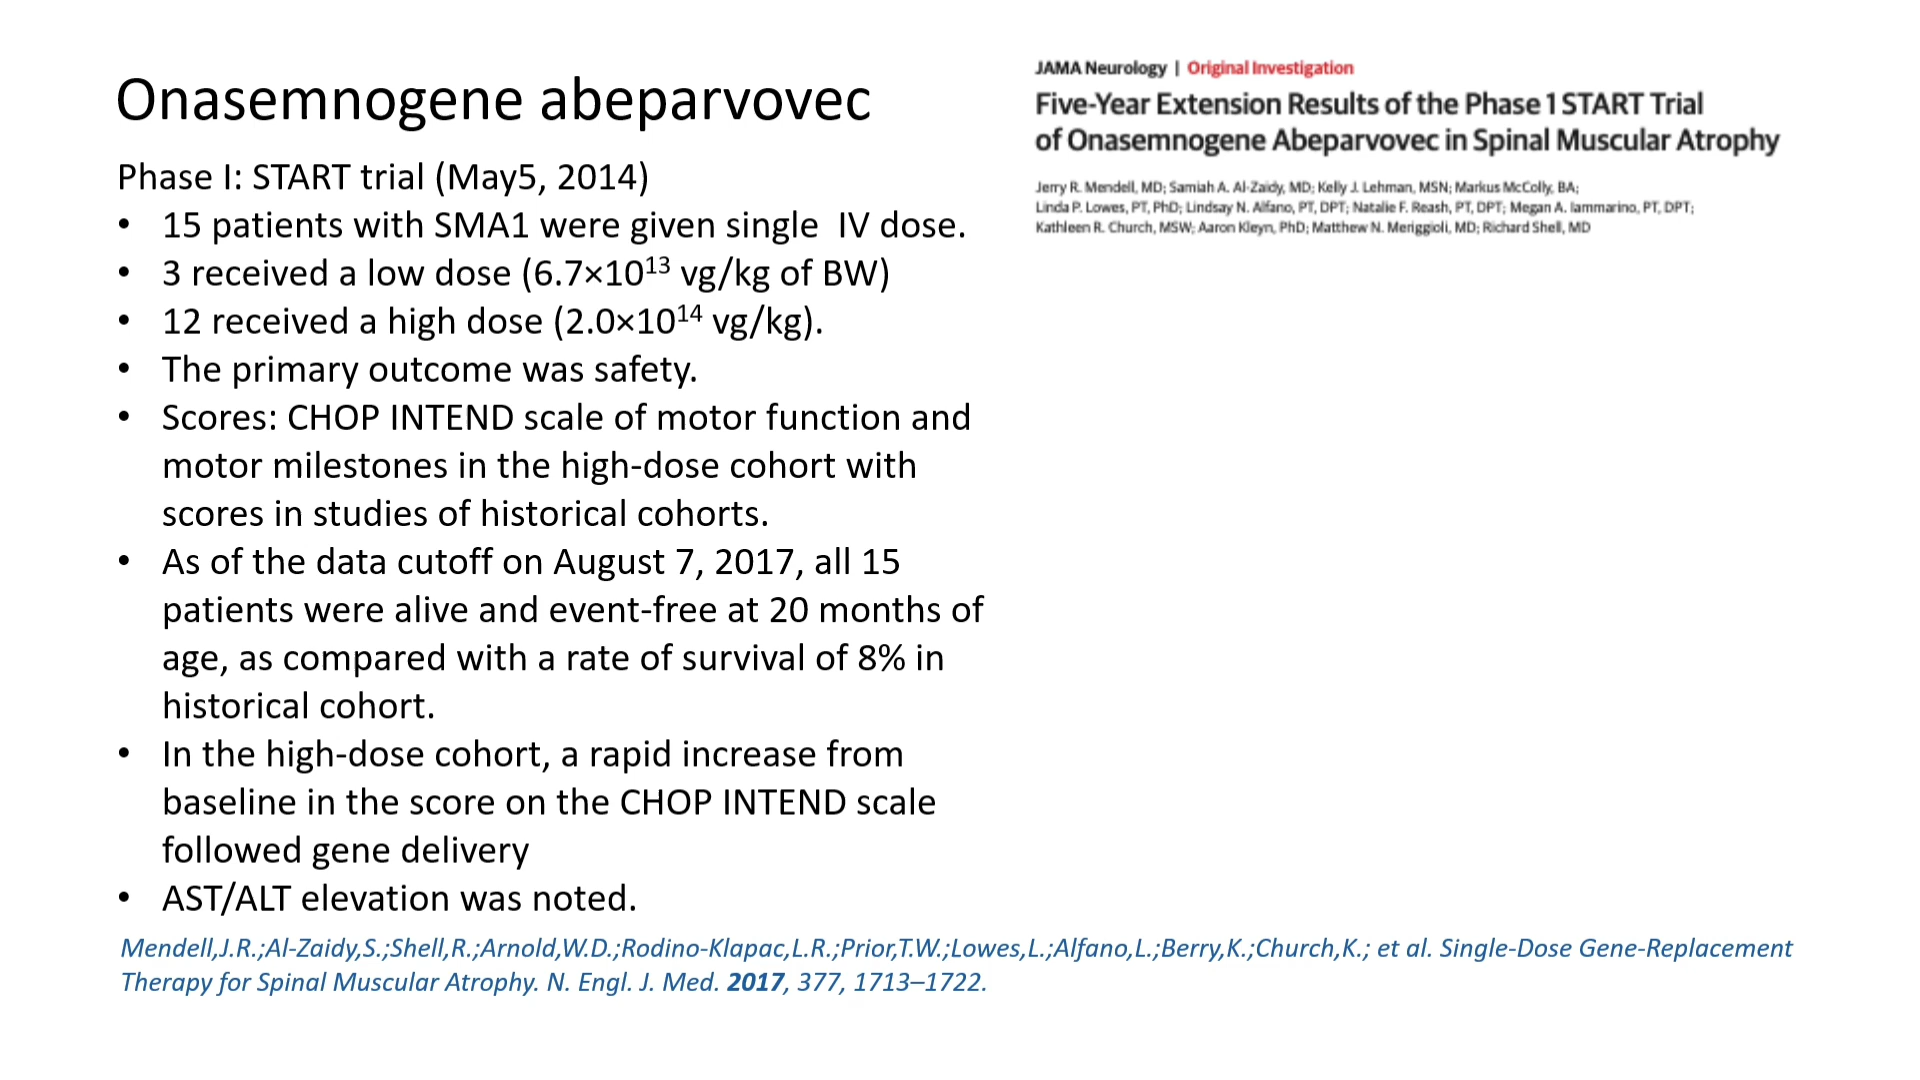 Onasemnogene abeparvovec
Phase I: START trial (May5, 2014)
• 15 patients with SMA1 were given single  IV dose.
• 3 received a low dose (6.7×10¹³ vg/kg of BW)
• 12 received a high dose (2.0×10¹⁴ vg/kg).
• The primary outcome was safety.
• Scores: CHOP INTEND scale of motor function and
motor milestones in the high-dose cohort with
scores in studies of historical cohorts.
• As of the data cutoff on August 7, 2017, all 15
patients were alive and event-free at 20 months of
age, as compared with a rate of survival of 8% in
historical cohort.
• In the high-dose cohort, a rapid increase from
baseline in the score on the CHOP INTEND scale
followed gene delivery
• AST/ALT elevation was noted.
JAMA Neurology | Original Investigation
Five-Year Extension Results of the Phase 1 START Trial
of Onasemnogene Abeparvovec in Spinal Muscular Atrophy
Jerry R. Mendell, MD; Samiah A. Al-Zaidy, MD; Kelly J. Lehman, MSN; Markus McColly, BA;
Linda P. Lowes, PT, PhD; Lindsay N. Alfano, PT, DPT; Natalie F. Reash, PT, DPT; Megan A. Iammarino, PT, DPT;
Kathleen R. Church, MSW; Aaron Kleyn, PhD; Matthew N. Meriggioli, MD; Richard Shell, MD
Mendell,J.R.;Al-Zaidy,S.;Shell,R.;Arnold,W.D.;Rodino-Klapac,L.R.;Prior,T.W.;Lowes,L.;Alfano,L.;Berry,K.;Church,K.; et al. Single-Dose Gene-Replacement
Therapy for Spinal Muscular Atrophy. N. Engl. J. Med. 2017, 377, 1713–1722.